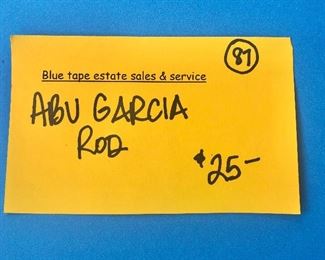 87
Blue tape estate sales & service
ABU GARCIA
ROD
$25-